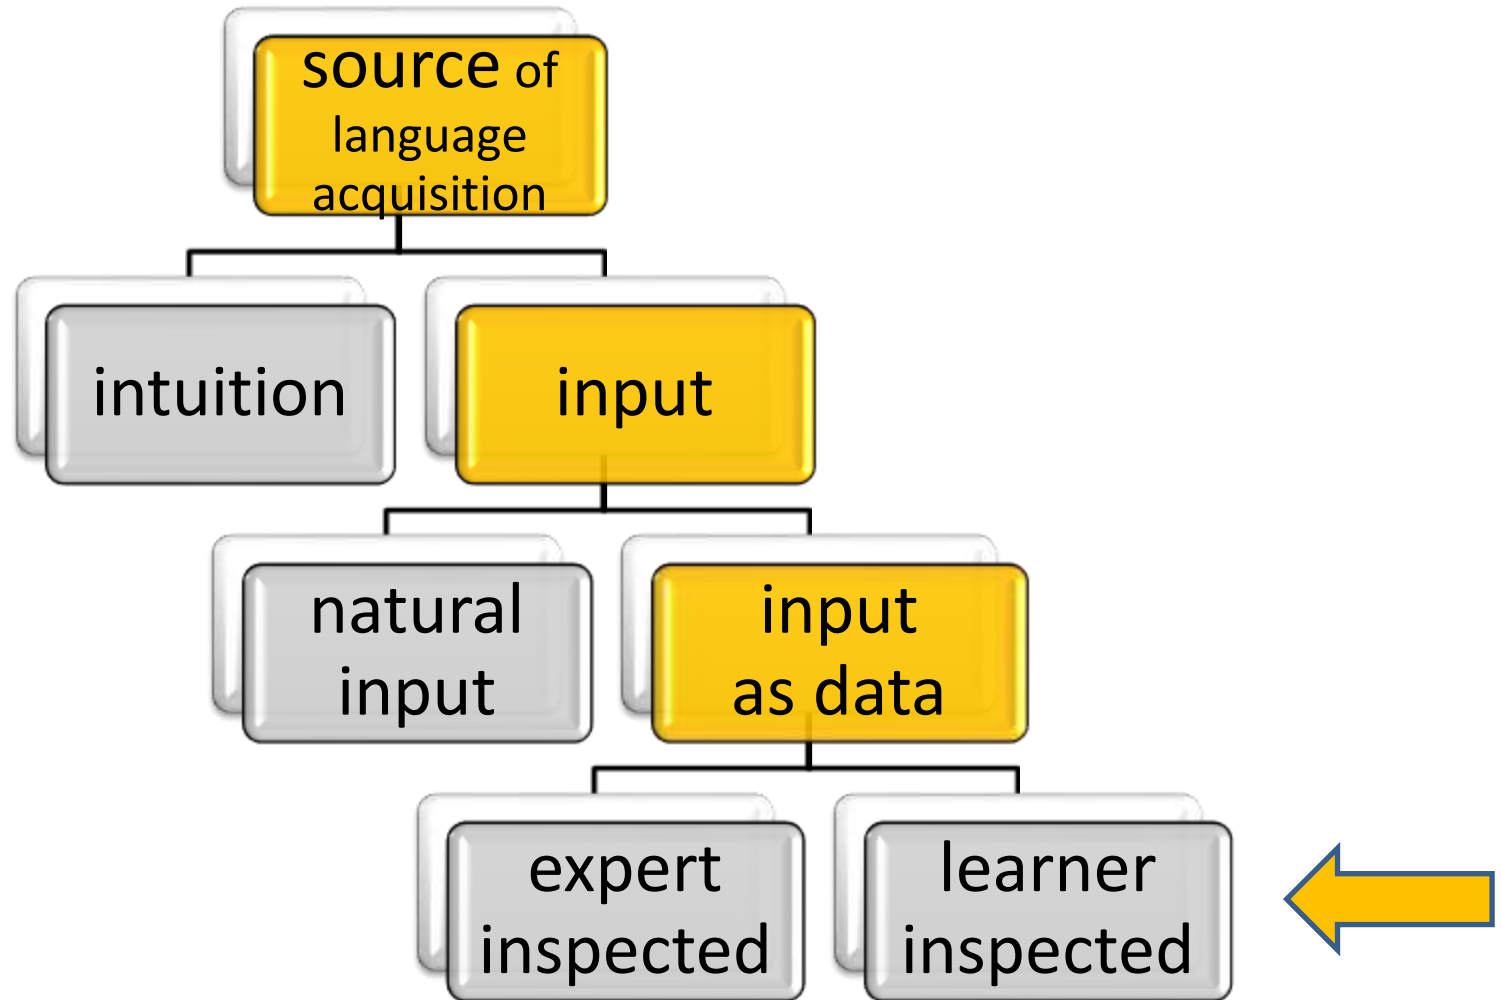 source of
language
acquisition
intuition
input
natural
input
input
as data
expert
inspected
learner
inspected